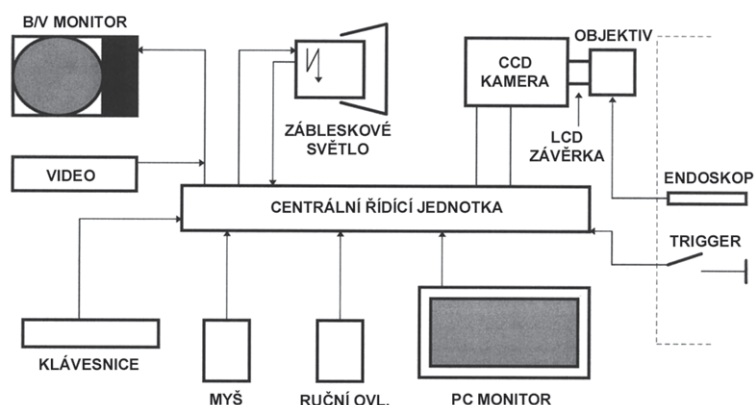 B/V MONITOR
OBJEKTIV
CCD
KAMERA
ZÁBLESKOVÉ
SVĚTLO
LCD
ZÁVĚRKA
VIDEO
ENDOSKOP
CENTRÁLNÍ ŘÍDÍCÍ JEDNOTKA
TRIGGER
KLÁVESNICE
MYŠ
RUČNÍ OVL.
PC MONITOR